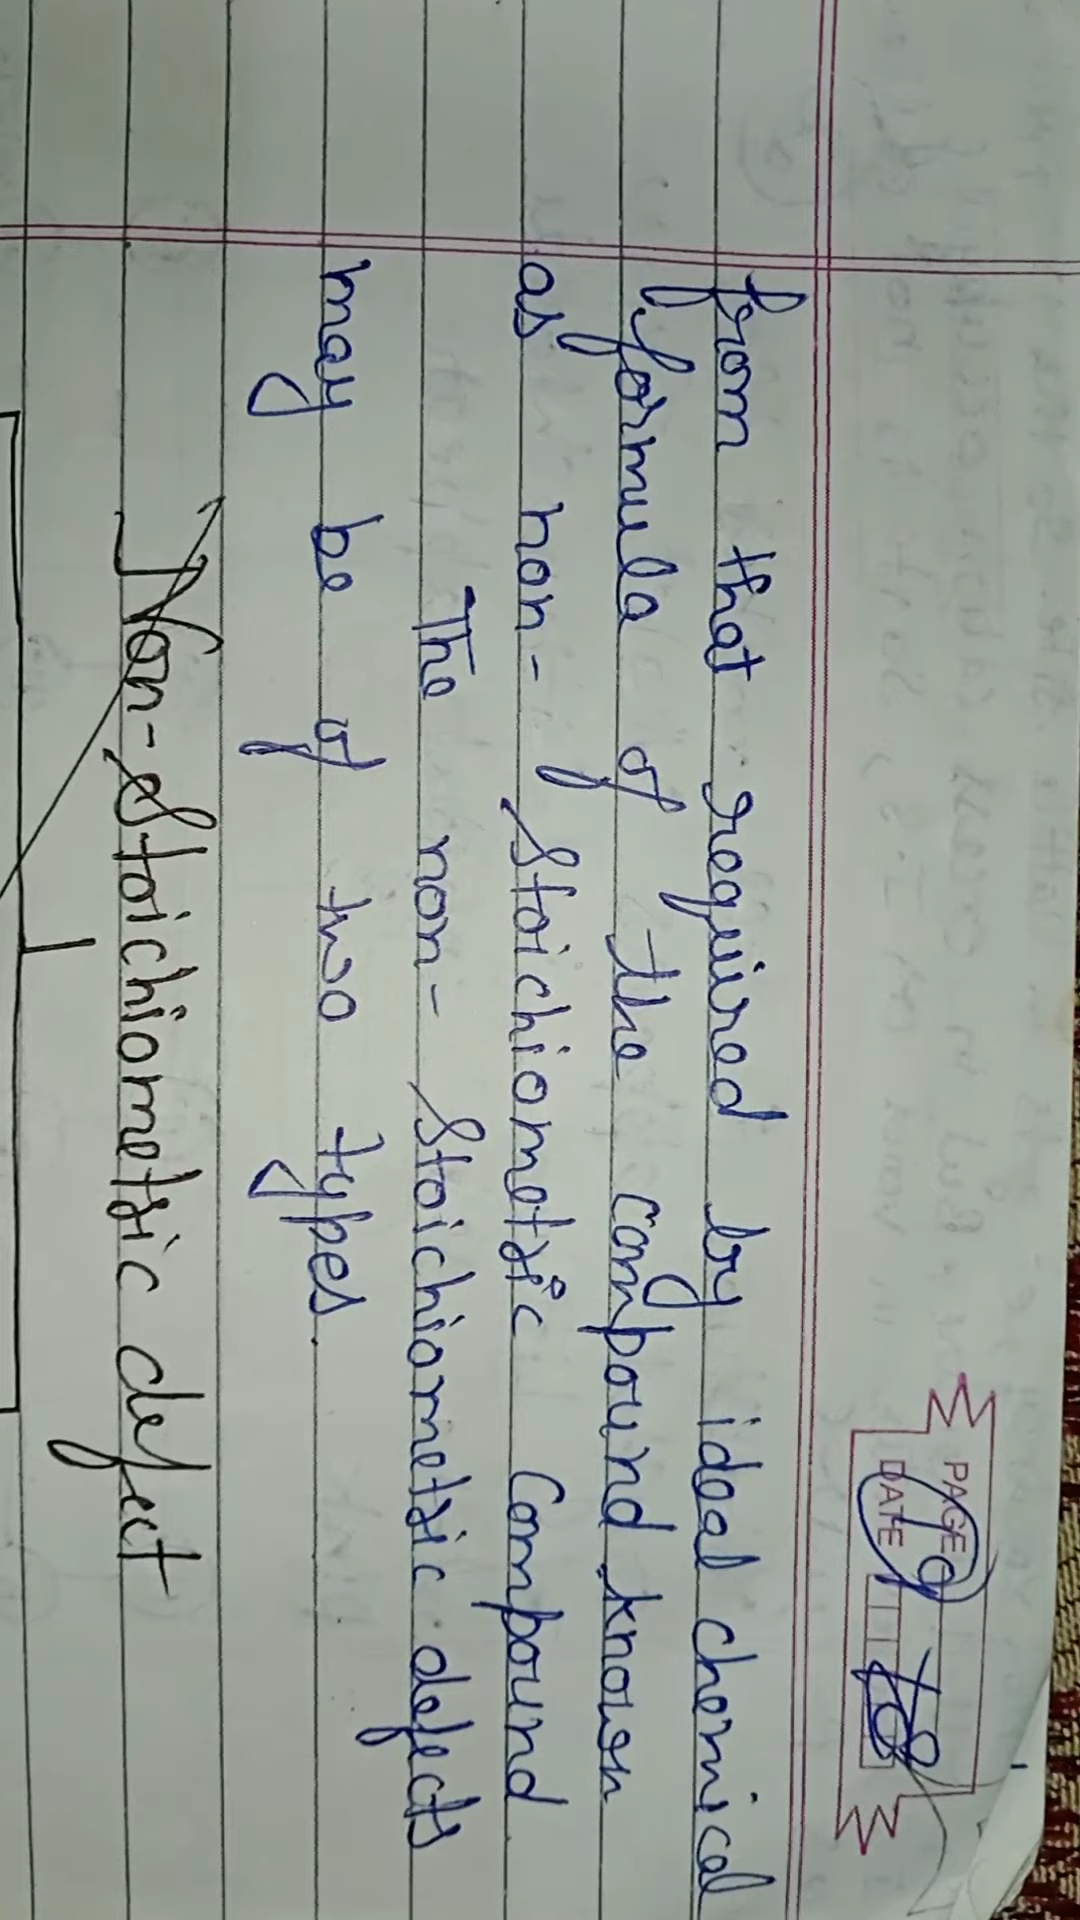 PAGE
DATE
from that required by ideal chemical
formula of the compound known
as non-stoichiometric Compound.
The non-stoichiometric defects
may be of two types.
Non-Stoichiometric defect